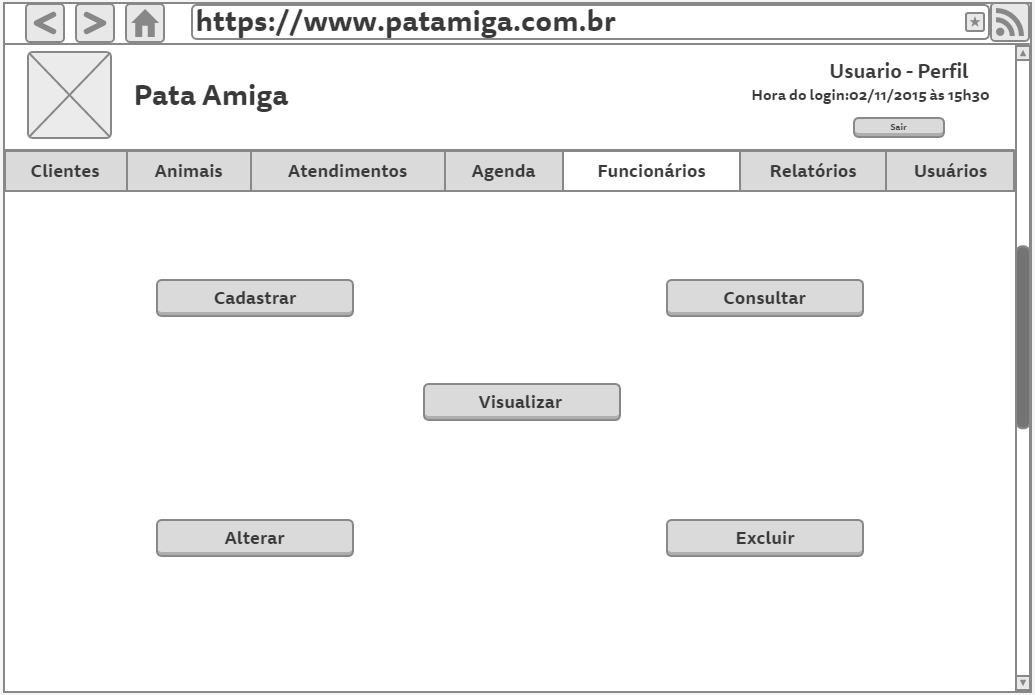 https://www.patamiga.com.br
Usuario - Perfil
Pata Amiga
Hora do login:02/11/2015 às 15h30
Sair
Clientes Animais Atendimentos Agenda Funcionários Relatórios Usuários
Cadastrar Consultar
Visualizar
Alterar Excluir